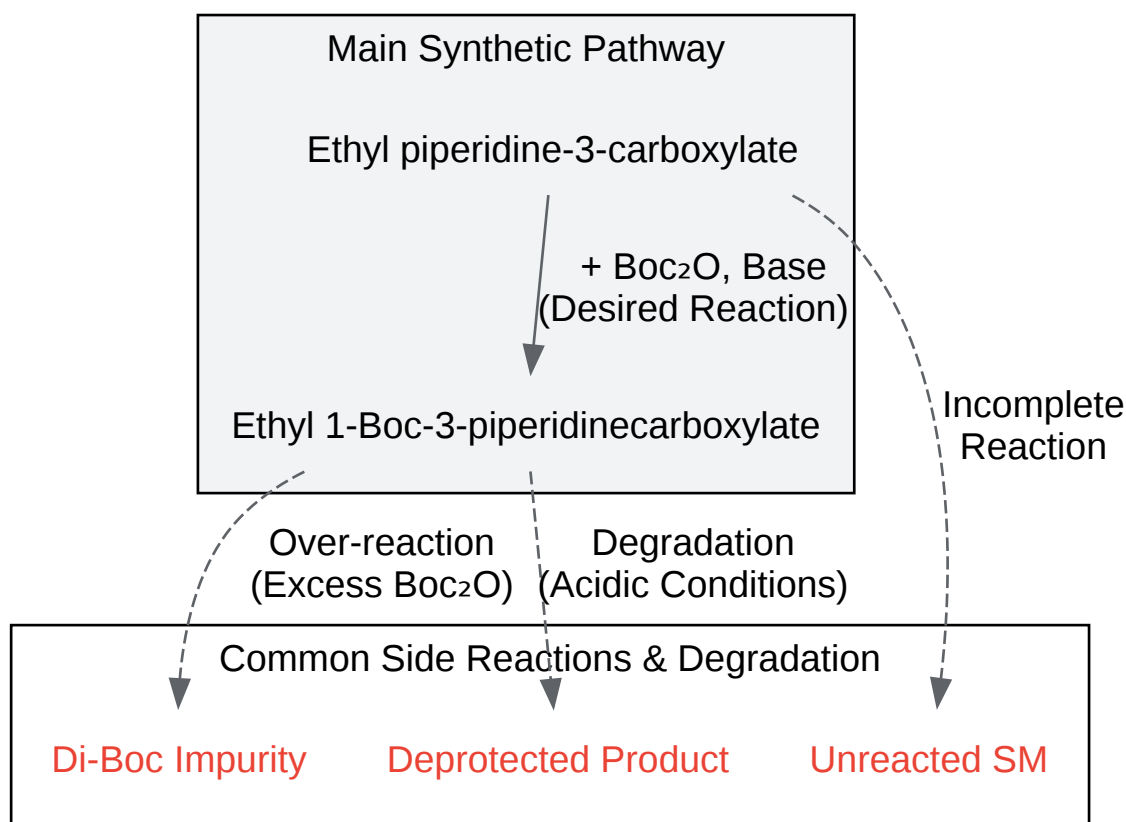 Main Synthetic Pathway
Ethyl piperidine-3-carboxylate
+ Boc₂O, Base
(Desired Reaction)
Ethyl 1-Boc-3-piperidinecarboxylate
Incomplete
Reaction
Over-reaction
(Excess Boc₂O)
Degradation
(Acidic Conditions)
Common Side Reactions & Degradation
Di-Boc Impurity
Deprotected Product
Unreacted SM